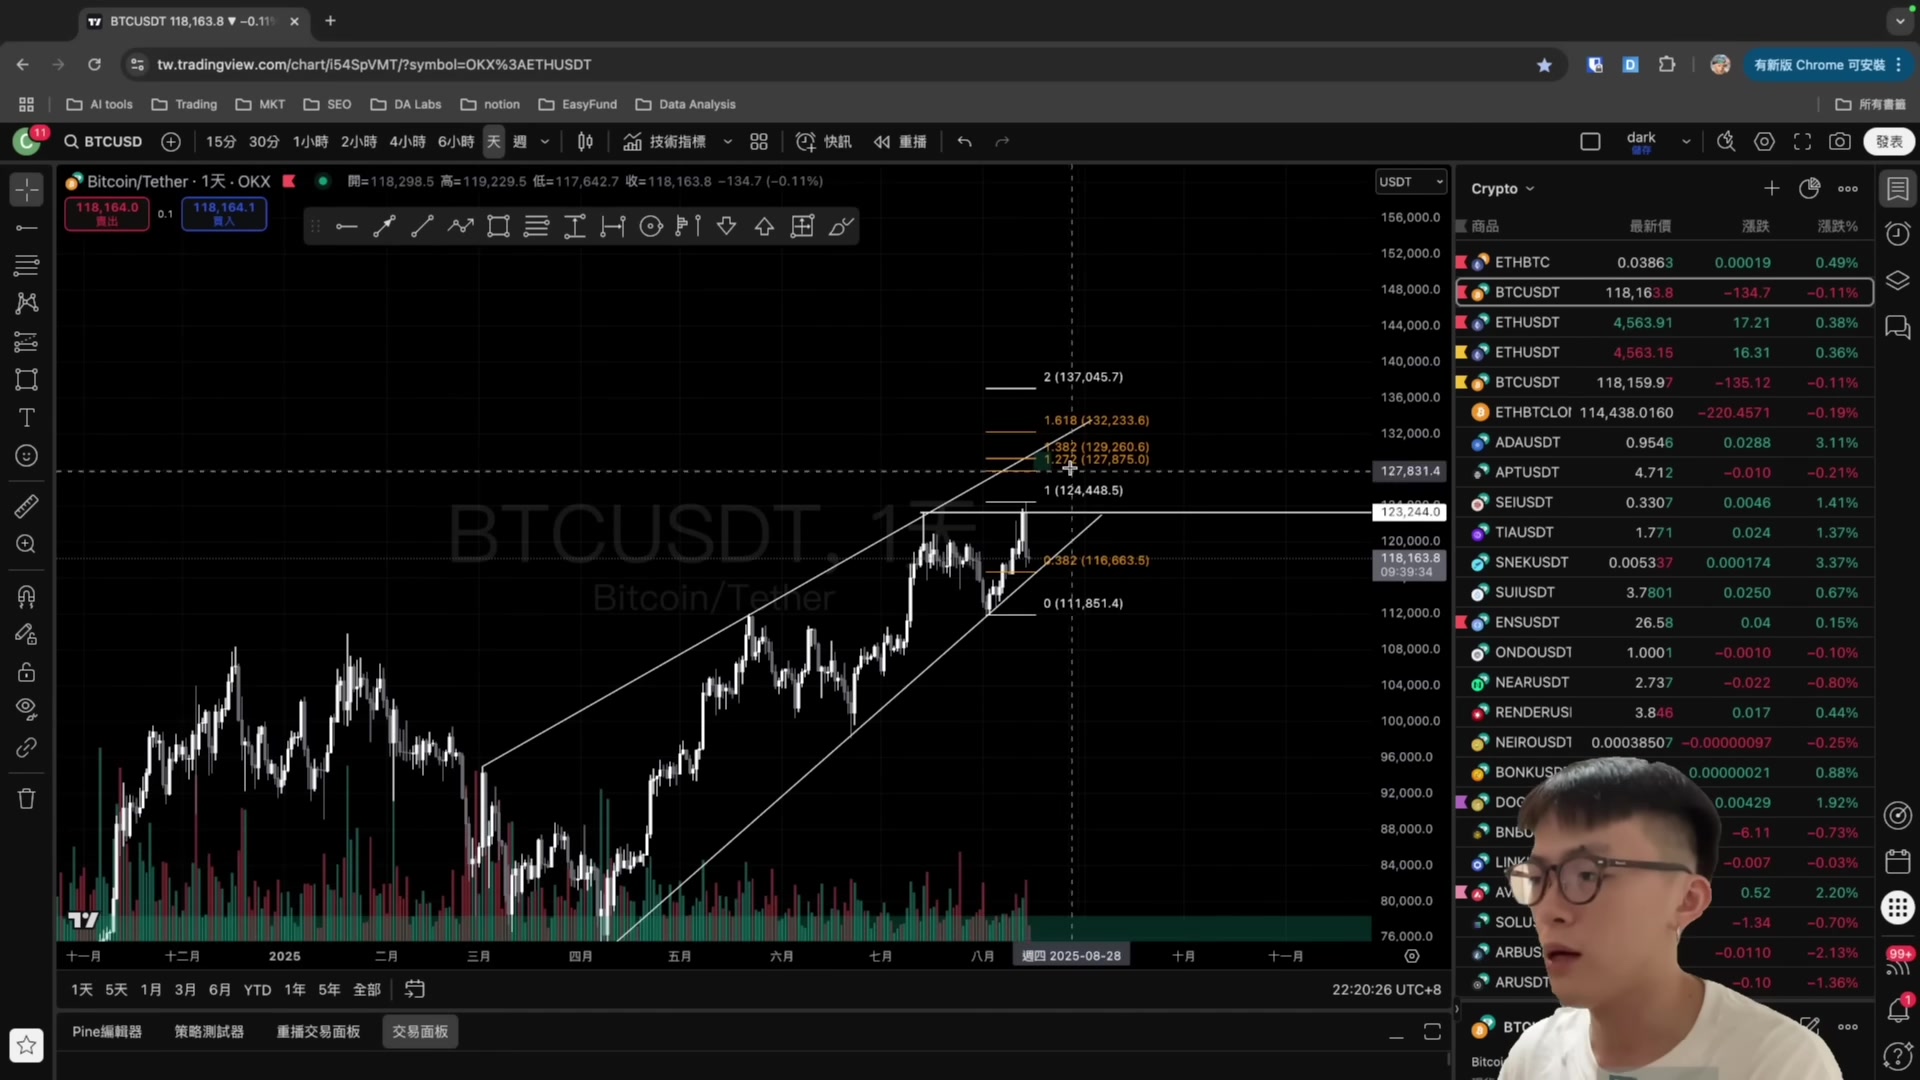 BTCUSDT 118,163.8 ▼ −0.11%
tw.tradingview.com/chart/i54SpVMT/?symbol=OKX%3AETHUSDT
有新版 Chrome 可安裝
AI tools Trading MKT SEO DA Labs notion EasyFund Data Analysis 所有書籤
C 11 BTCUSD 15分 30分 1小時 2小時 4小時 6小時 天 週 技術指標 快訊 重播 dark 儲存 發表
Bitcoin/Tether · 1天 · OKX 開=118,298.5 高=119,229.5 低=117,642.7 收=118,163.8 −134.7 (−0.11%)
118,164.0 賣出 0.1 118,164.1 買入
USDT
156,000.0
152,000.0
148,000.0
144,000.0
140,000.0
136,000.0
132,000.0
127,831.4
123,244.0
120,000.0
118,163.8
09:39:34
112,000.0
108,000.0
104,000.0
100,000.0
96,000.0
92,000.0
88,000.0
84,000.0
80,000.0
76,000.0
2 (137,045.7)
1.618 (132,233.6)
1.382 (129,260.6)
1.272 (127,875.0)
1 (124,448.5)
0.382 (116,663.5)
0 (111,851.4)
BTCUSDT, 1天
Bitcoin/Tether
十一月 十二月 2025 二月 三月 四月 五月 六月 七月 八月 週四 2025-08-28 十月 十一月
1天 5天 1月 3月 6月 YTD 1年 5年 全部 22:20:26 UTC+8
Pine編輯器 策略測試器 重播交易面板 交易面板
Crypto
商品 最新價 漲跌 漲跌%
ETHBTC 0.03863 0.00019 0.49%
BTCUSDT 118,163.8 −134.7 −0.11%
ETHUSDT 4,563.91 17.21 0.38%
ETHUSDT 4,563.15 16.31 0.36%
BTCUSDT 118,159.97 −135.12 −0.11%
ETHBTCLO 114,438.0160 −220.4571 −0.19%
ADAUSDT 0.9546 0.0288 3.11%
APTUSDT 4.712 −0.010 −0.21%
SEIUSDT 0.3307 0.0046 1.41%
TIAUSDT 1.771 0.024 1.37%
SNEKUSDT 0.005337 0.000174 3.37%
SUIUSDT 3.7801 0.0250 0.67%
ENSUSDT 26.58 0.04 0.15%
ONDOUSDT 1.0001 −0.0010 −0.10%
NEARUSDT 2.737 −0.022 −0.80%
RENDERUS 3.846 0.017 0.44%
NEIROUSDT 0.00038507 −0.00000097 −0.25%
BONKUSD 0.00000021 0.88%
DO 0.00429 1.92%
BNB −6.11 −0.73%
LINK −0.007 −0.03%
AV 0.52 2.20%
SOLU −1.34 −0.70%
ARBUS −0.0110 −2.13%
ARUSDT −0.10 −1.36%
BTC
Bitcoi
99+
1